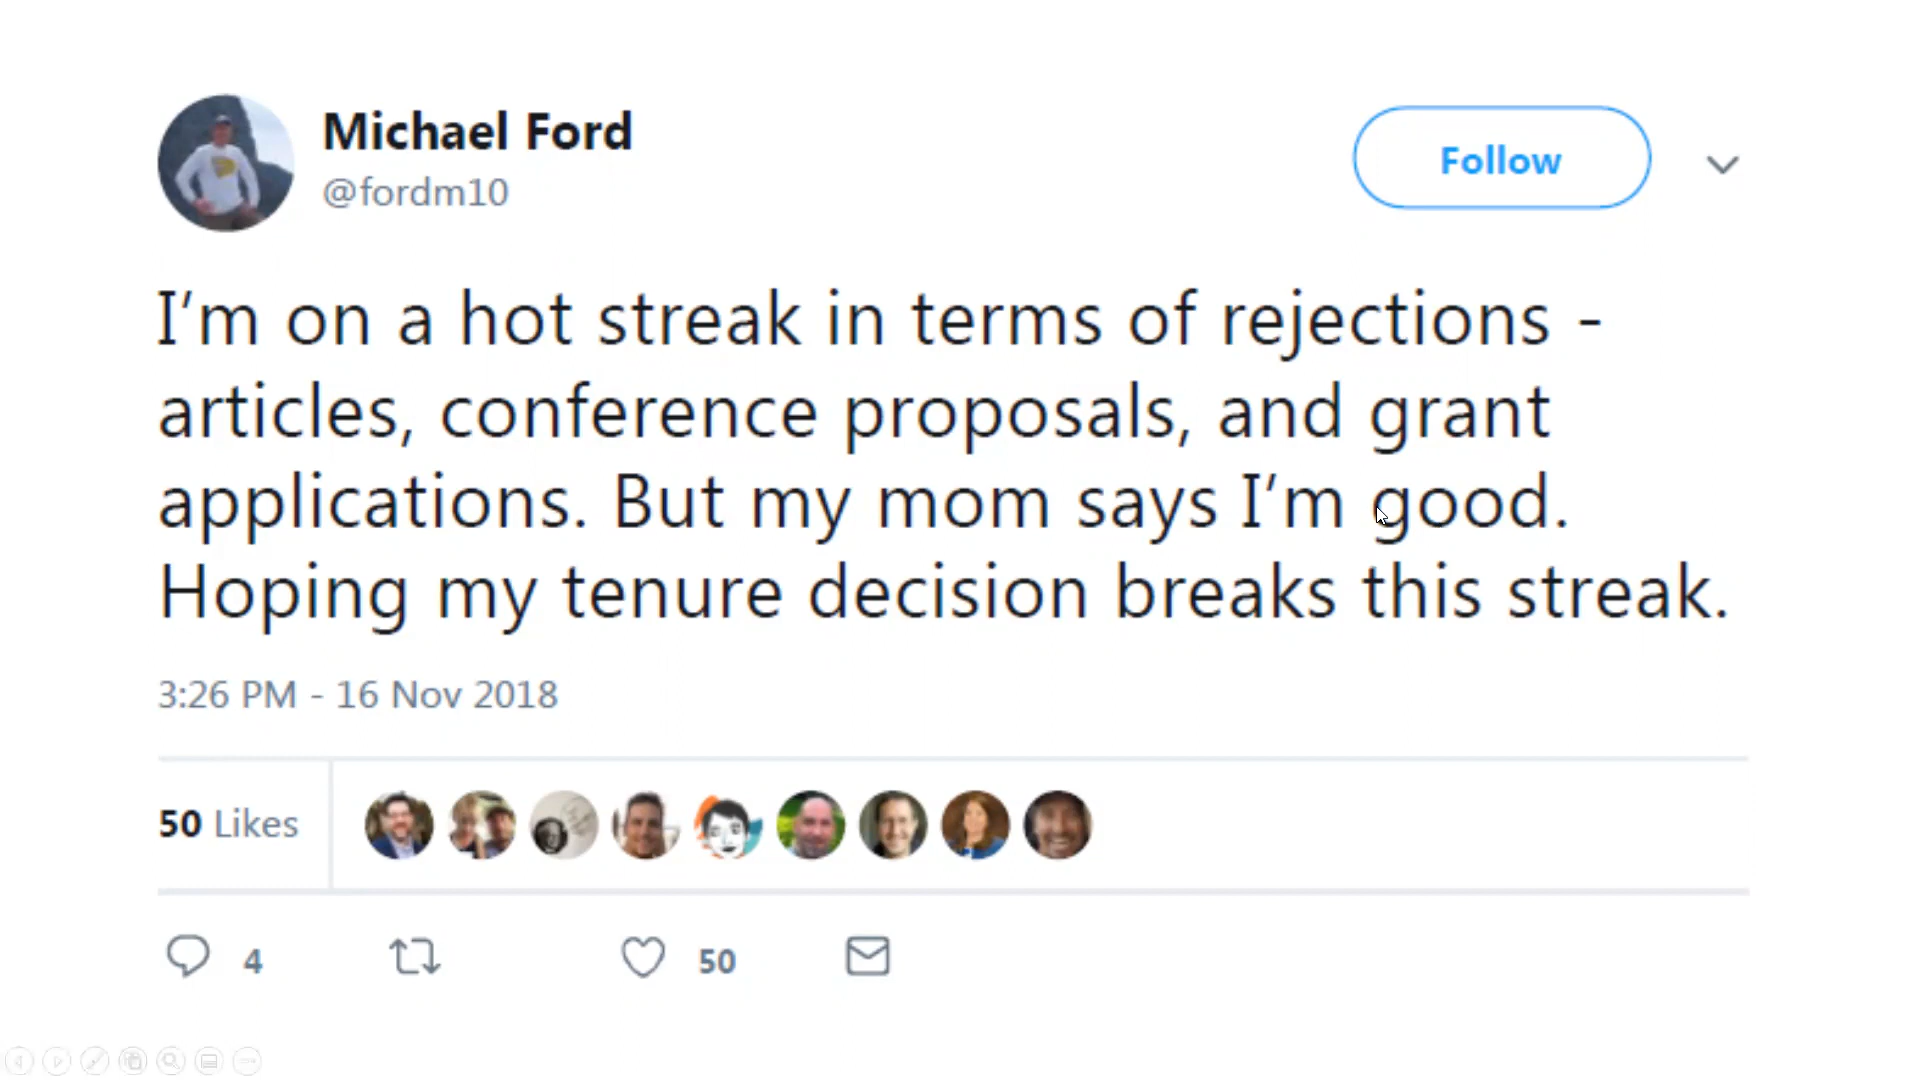 Michael Ford
@fordm10
Follow
I’m on a hot streak in terms of rejections -
articles, conference proposals, and grant
applications. But my mom says I’m good.
Hoping my tenure decision breaks this streak.
3:26 PM - 16 Nov 2018
50 Likes
4 50